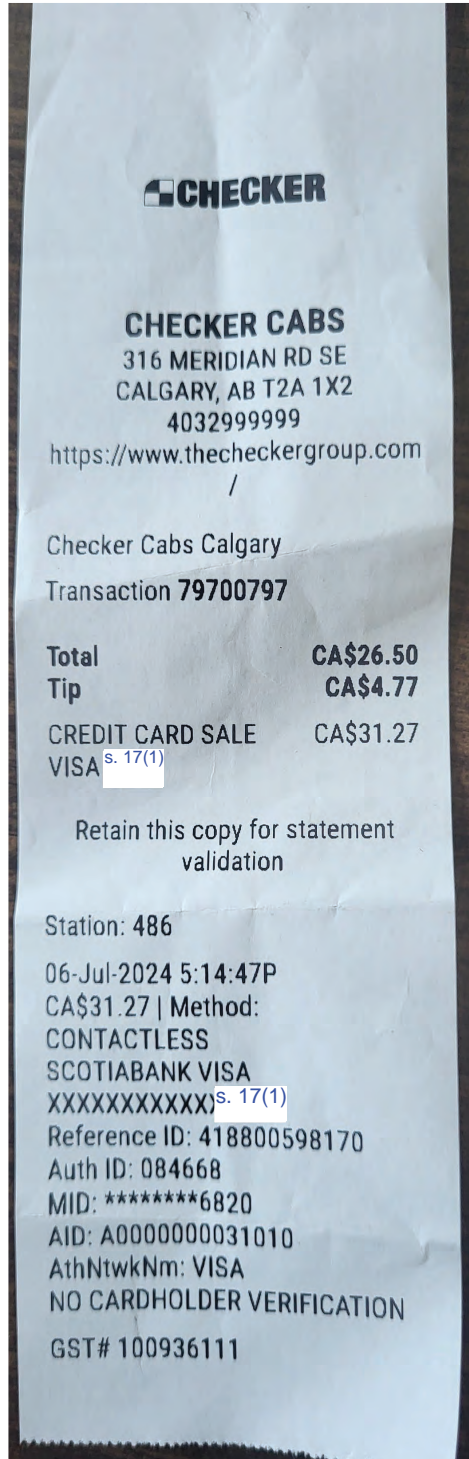 CHECKER
CHECKER CABS
316 MERIDIAN RD SE
CALGARY, AB T2A 1X2
4032999999
https://www.thecheckergroup.com
/
Checker Cabs Calgary
Transaction 79700797
Total CA$26.50
Tip CA$4.77
CREDIT CARD SALE CA$31.27
VISA s. 17(1)
Retain this copy for statement
validation
Station: 486
06-Jul-2024 5:14:47P
CA$31.27 | Method:
CONTACTLESS
SCOTIABANK VISA
XXXXXXXXXXXX s. 17(1)
Reference ID: 418800598170
Auth ID: 084668
MID: ********6820
AID: A0000000031010
AthNtwkNm: VISA
NO CARDHOLDER VERIFICATION
GST# 100936111